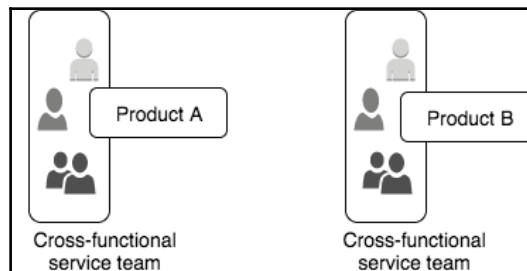 Product A
Product B
Cross-functional
service team
Cross-functional
service team